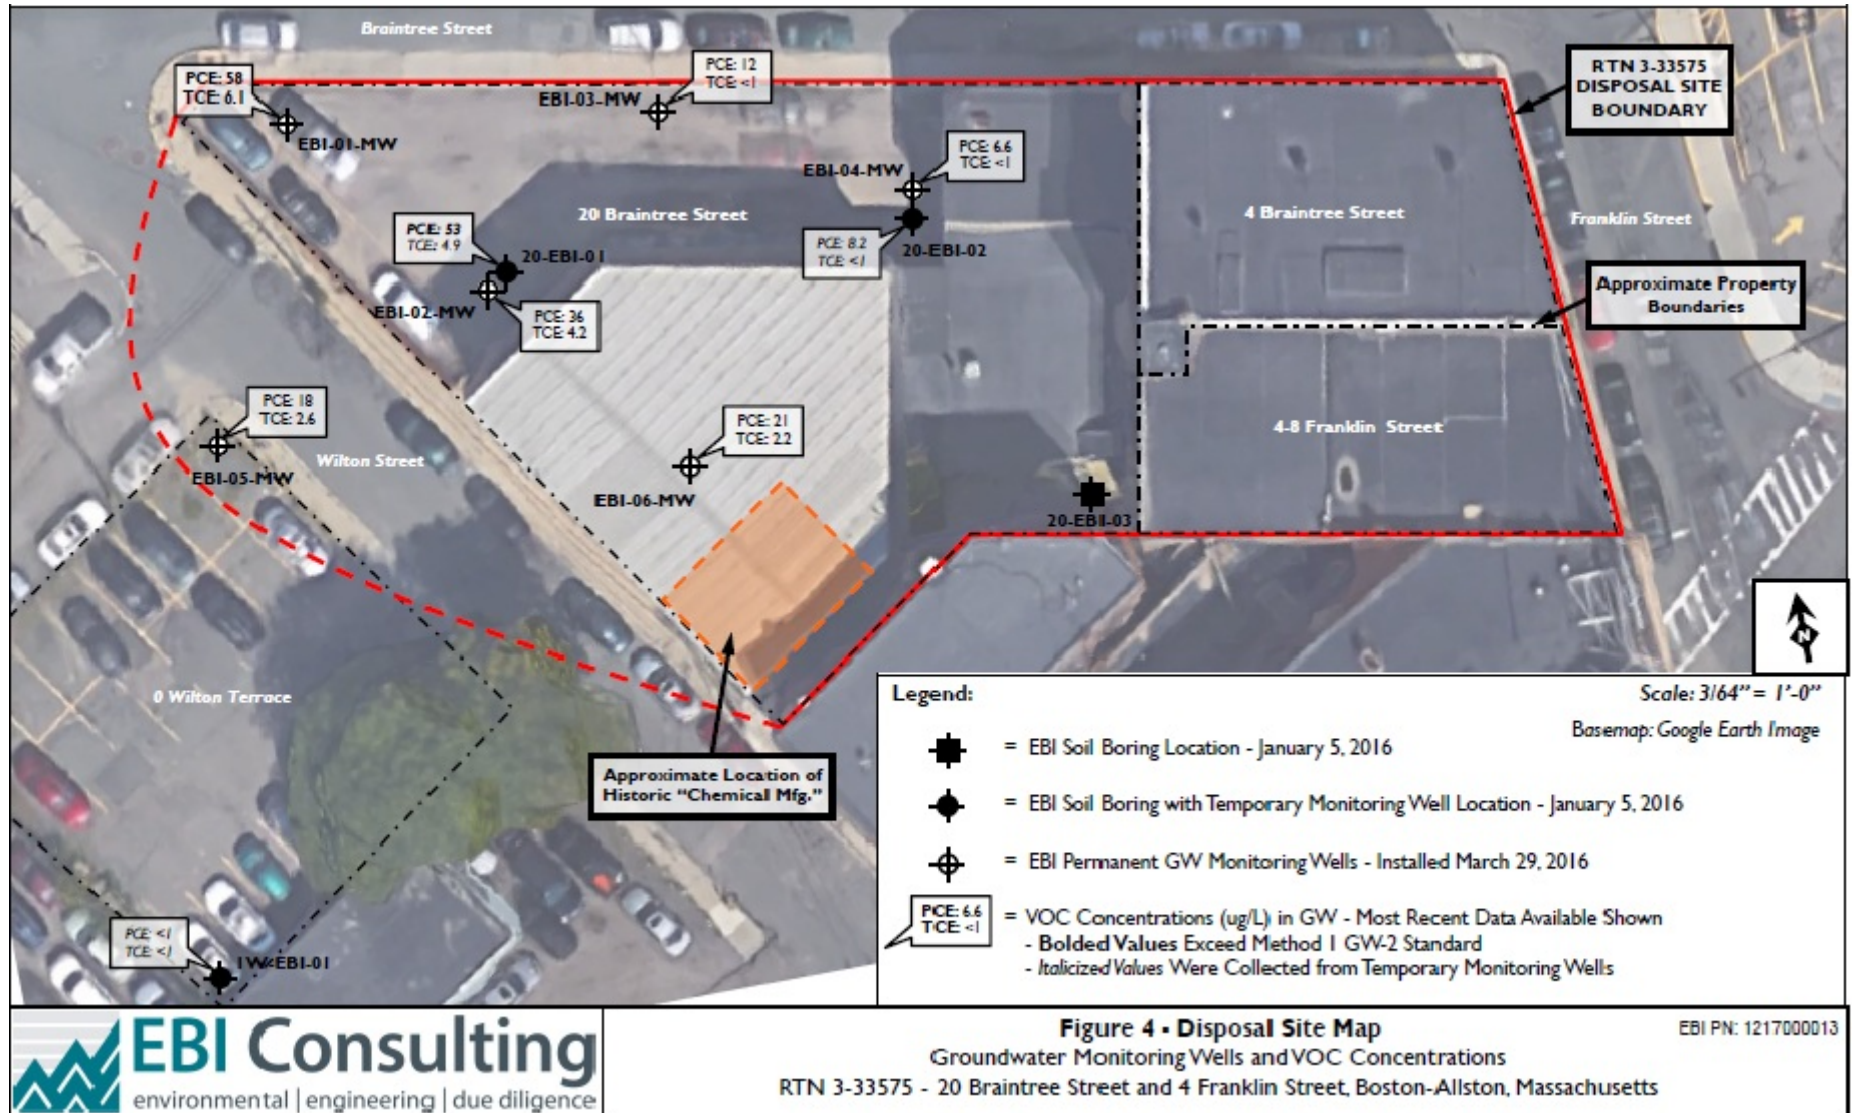 Braintree Street
PCE: 58
TCE: 6.1
EBI-01-MW
EBI-03-MW
PCE: 12
TCE: <1
RTN 3-33575
DISPOSAL SITE
BOUNDARY
EBI-04-MW
PCE: 6.6
TCE: <1
20 Braintree Street
4 Braintree Street
Franklin Street
PCE: 53
TCE: 4.9
20-EBI-01
PCE: 8.2
TCE: <1
20-EBI-02
Approximate Property
Boundaries
EBI-02-MW
PCE: 36
TCE: 4.2
PCE: 18
TCE: 2.6
EBI-05-MW
Wilton Street
PCE: 21
TCE: 2.2
EBI-06-MW
4-8 Franklin Street
20-EBI-03
0 Wilton Terrace
Approximate Location of
Historic "Chemical Mfg."
PCE: <1
TCE: <1
1W-EBI-01
N
Legend:
Scale: 3/64" = 1'-0"
Basemap: Google Earth Image
= EBI Soil Boring Location - January 5, 2016
= EBI Soil Boring with Temporary Monitoring Well Location - January 5, 2016
= EBI Permanent GW Monitoring Wells - Installed March 29, 2016
PCE: 6.6
TCE: <1
= VOC Concentrations (ug/L) in GW - Most Recent Data Available Shown
- Bolded Values Exceed Method 1 GW-2 Standard
- Italicized Values Were Collected from Temporary Monitoring Wells
EBI Consulting
environmental | engineering | due diligence
Figure 4 - Disposal Site Map
Groundwater Monitoring Wells and VOC Concentrations
RTN 3-33575 - 20 Braintree Street and 4 Franklin Street, Boston-Allston, Massachusetts
EBI PN: 1217000013